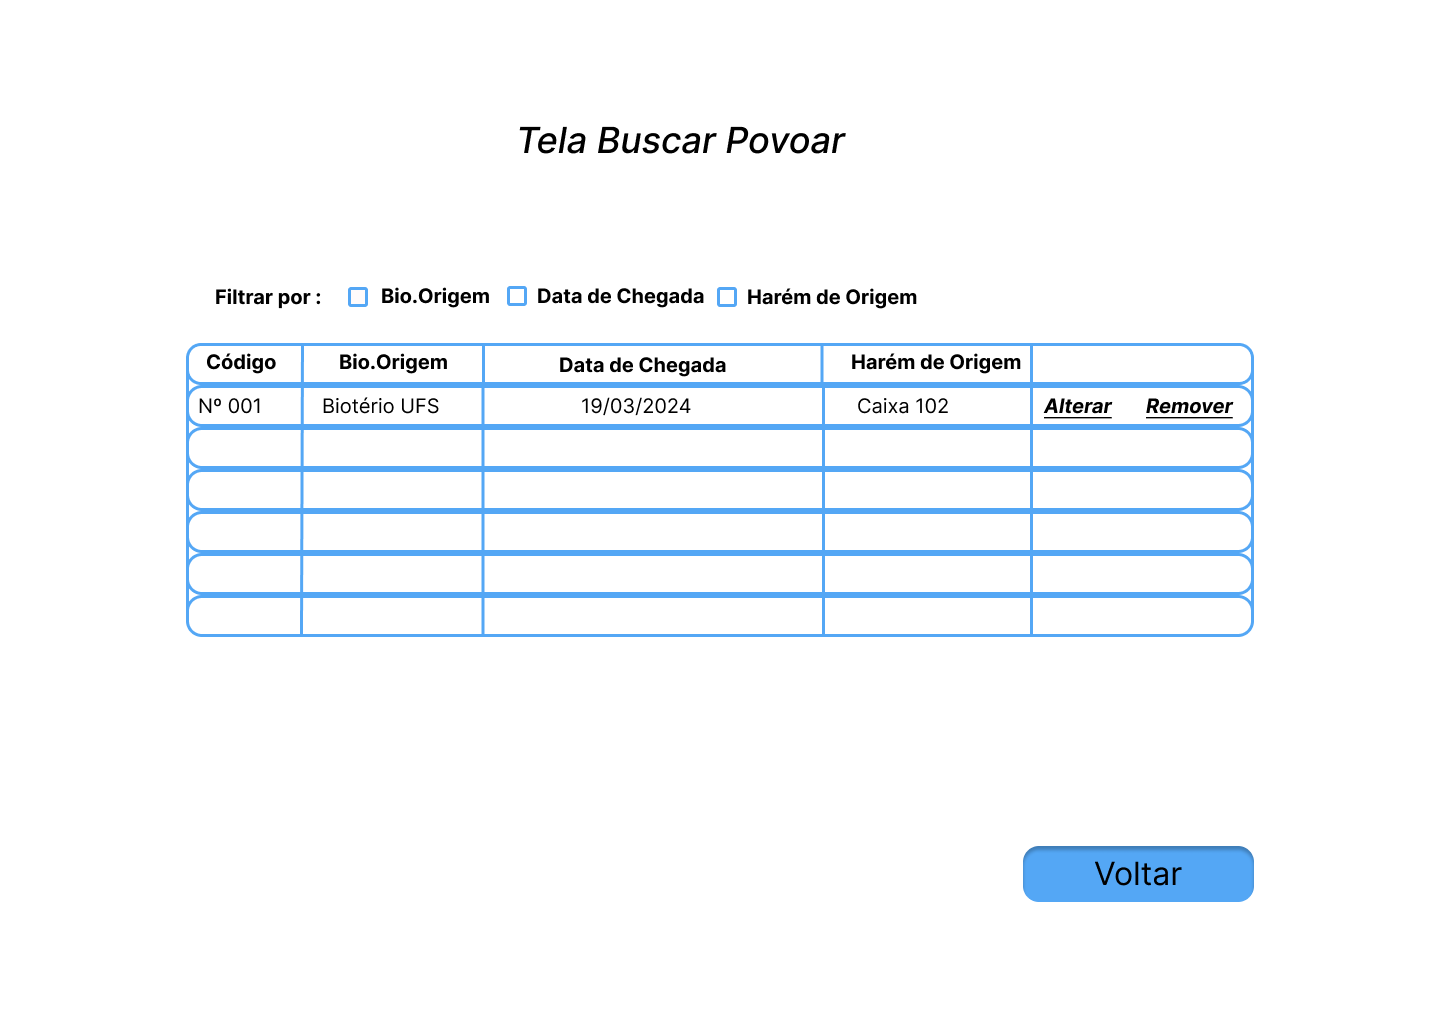 Tela Buscar Povoar
Filtrar por : Bio.Origem Data de Chegada Harém de Origem
Código Bio.Origem Data de Chegada Harém de Origem
Nº 001 Biotério UFS 19/03/2024 Caixa 102 Alterar Remover
Voltar